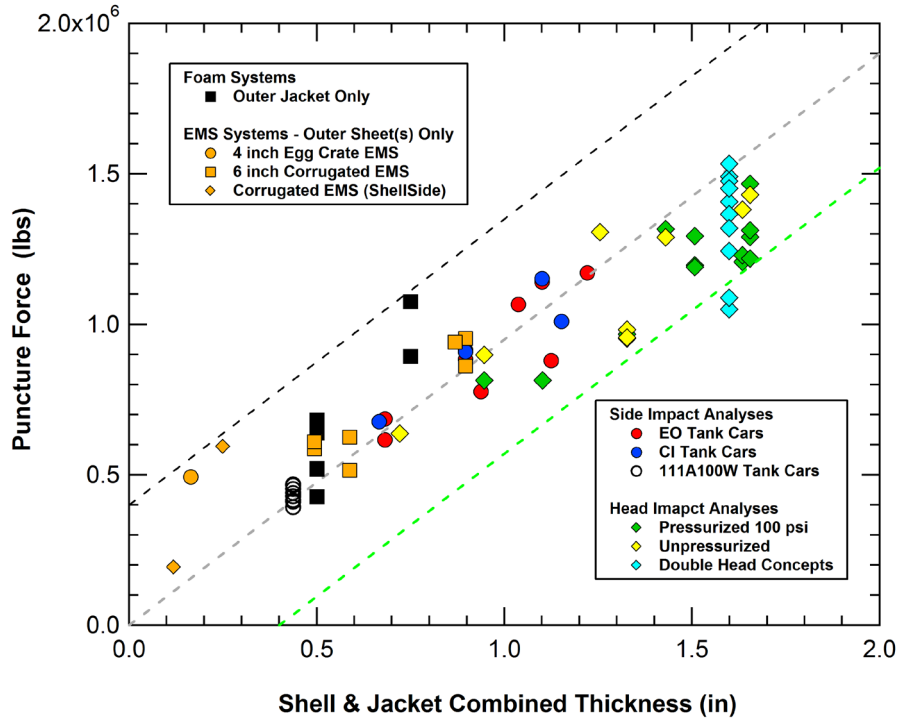 2.0x10⁶
1.5
1.0
0.5
0.0
Puncture Force (lbs)
Foam Systems
Outer Jacket Only
EMS Systems - Outer Sheet(s) Only
4 inch Egg Crate EMS
6 inch Corrugated EMS
Corrugated EMS (ShellSide)
Side Impact Analyses
EO Tank Cars
CI Tank Cars
111A100W Tank Cars
Head Imapct Analyses
Pressurized 100 psi
Unpressurized
Double Head Concepts
0.0 0.5 1.0 1.5 2.0
Shell & Jacket Combined Thickness (in)